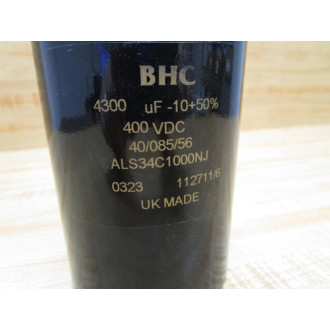 BHC
4300 uF -10+50%
400 VDC
40/085/56
ALS34C1000NJ
0323 112711/6
UK MADE